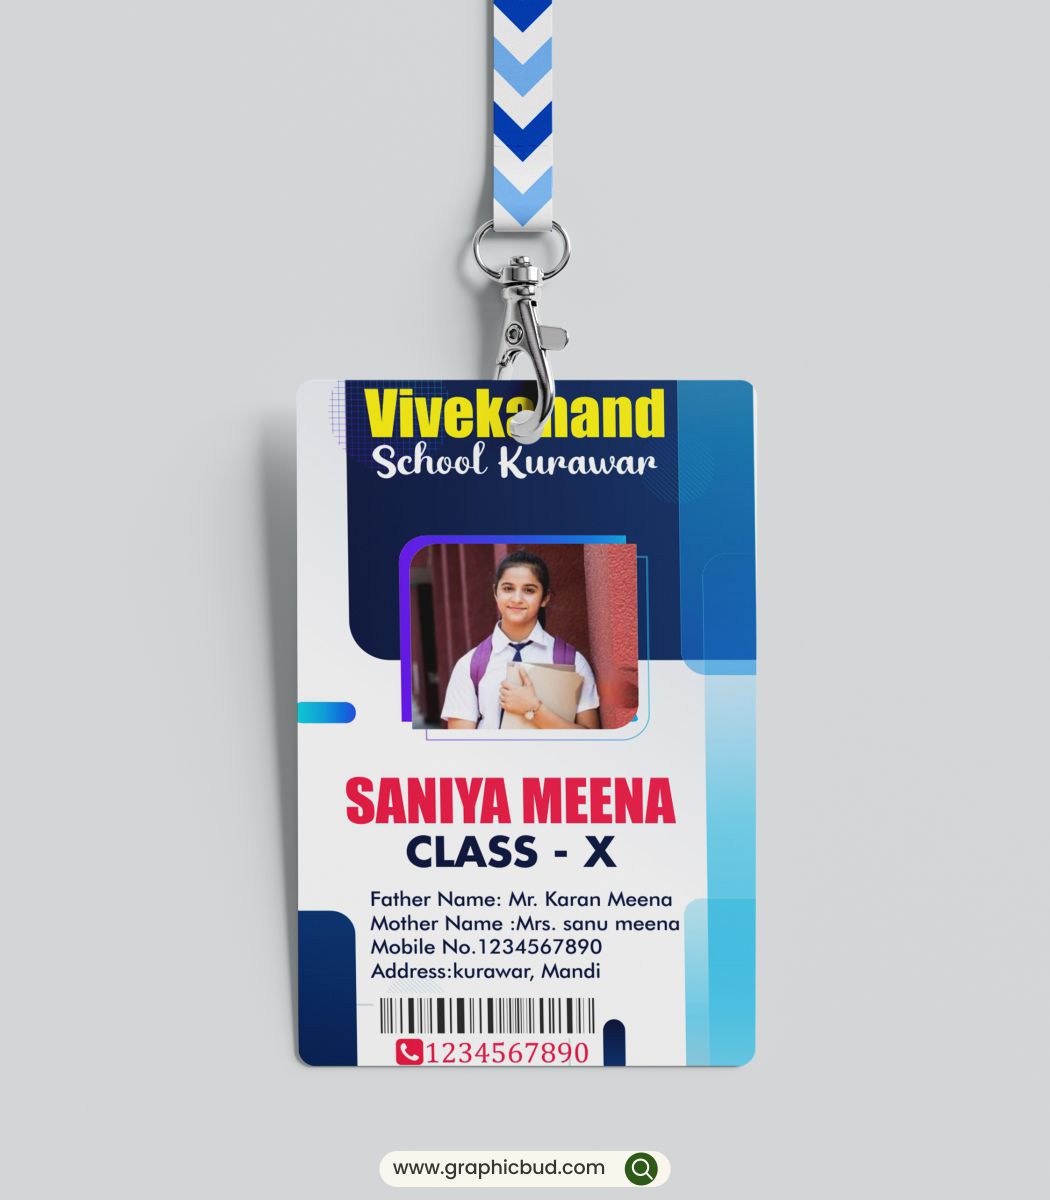 Vivekanand
School Kurawar
SANIYA MEENA
CLASS - X
Father Name: Mr. Karan Meena
Mother Name :Mrs. sanu meena
Mobile No.1234567890
Address:kurawar, Mandi
1234567890
www.graphicbud.com